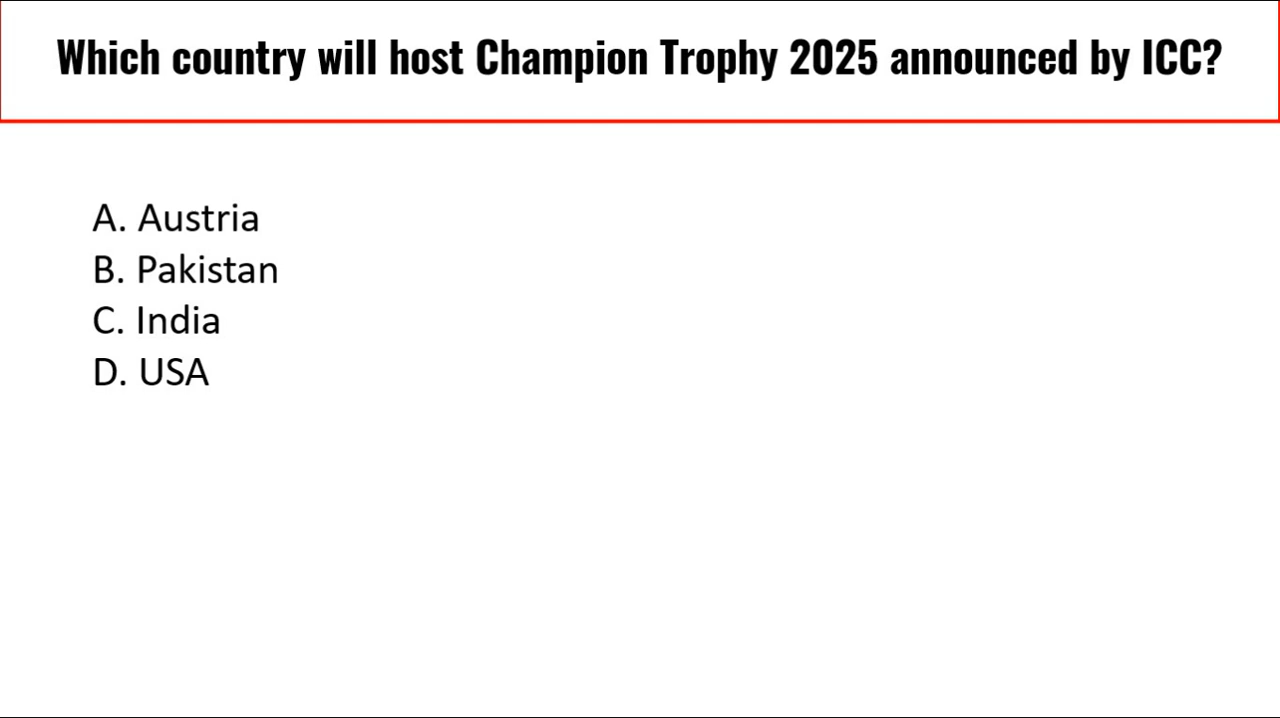 Which country will host Champion Trophy 2025 announced by ICC?
A. Austria
B. Pakistan
C. India
D. USA